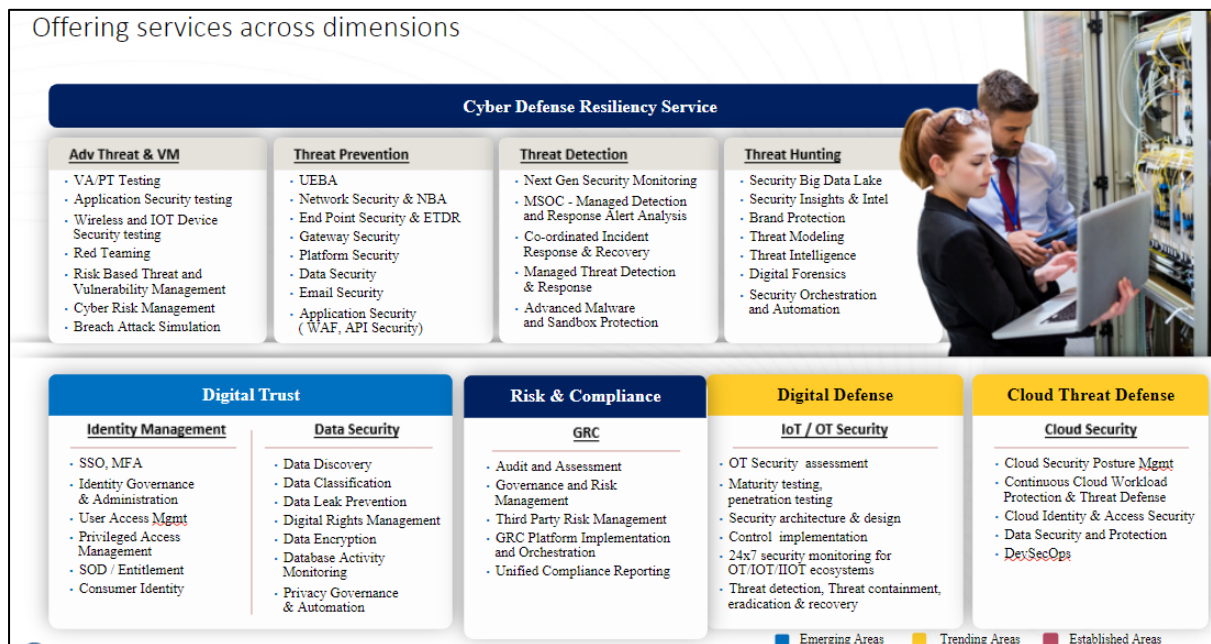 Offering services across dimensions
Cyber Defense Resiliency Service
Adv Threat & VM
· VA/PT Testing
· Application Security testing
· Wireless and IOT Device
Security testing
· Red Teaming
· Risk Based Threat and
Vulnerability Management
· Cyber Risk Management
· Breach Attack Simulation
Threat Prevention
· UEBA
· Network Security & NBA
· End Point Security & ETDR
· Gateway Security
· Platform Security
· Data Security
· Email Security
· Application Security
( WAF, API Security)
Threat Detection
· Next Gen Security Monitoring
· MSOC - Managed Detection
and Response Alert Analysis
· Co-ordinated Incident
Response & Recovery
· Managed Threat Detection
& Response
· Advanced Malware
and Sandbox Protection
Threat Hunting
· Security Big Data Lake
· Security Insights & Intel
· Brand Protection
· Threat Modeling
· Threat Intelligence
· Digital Forensics
· Security Orchestration
and Automation
Digital Trust
Identity Management
· SSO, MFA
· Identity Governance
& Administration
· User Access Mgmt
· Privileged Access
Management
· SOD / Entitlement
· Consumer Identity
Data Security
· Data Discovery
· Data Classification
· Data Leak Prevention
· Digital Rights Management
· Data Encryption
· Database Activity
Monitoring
· Privacy Governance
& Automation
Risk & Compliance
GRC
· Audit and Assessment
· Governance and Risk
Management
· Third Party Risk Management
· GRC Platform Implementation
and Orchestration
· Unified Compliance Reporting
Digital Defense
IoT / OT Security
· OT Security assessment
· Maturity testing,
penetration testing
· Security architecture & design
· Control implementation
· 24x7 security monitoring for
OT/IOT/IIOT ecosystems
· Threat detection, Threat containment,
eradication & recovery
Cloud Threat Defense
Cloud Security
· Cloud Security Posture Mgmt
· Continuous Cloud Workload
Protection & Threat Defense
· Cloud Identity & Access Security
· Data Security and Protection
· DevSecOps
Emerging Areas
Trending Areas
Established Areas